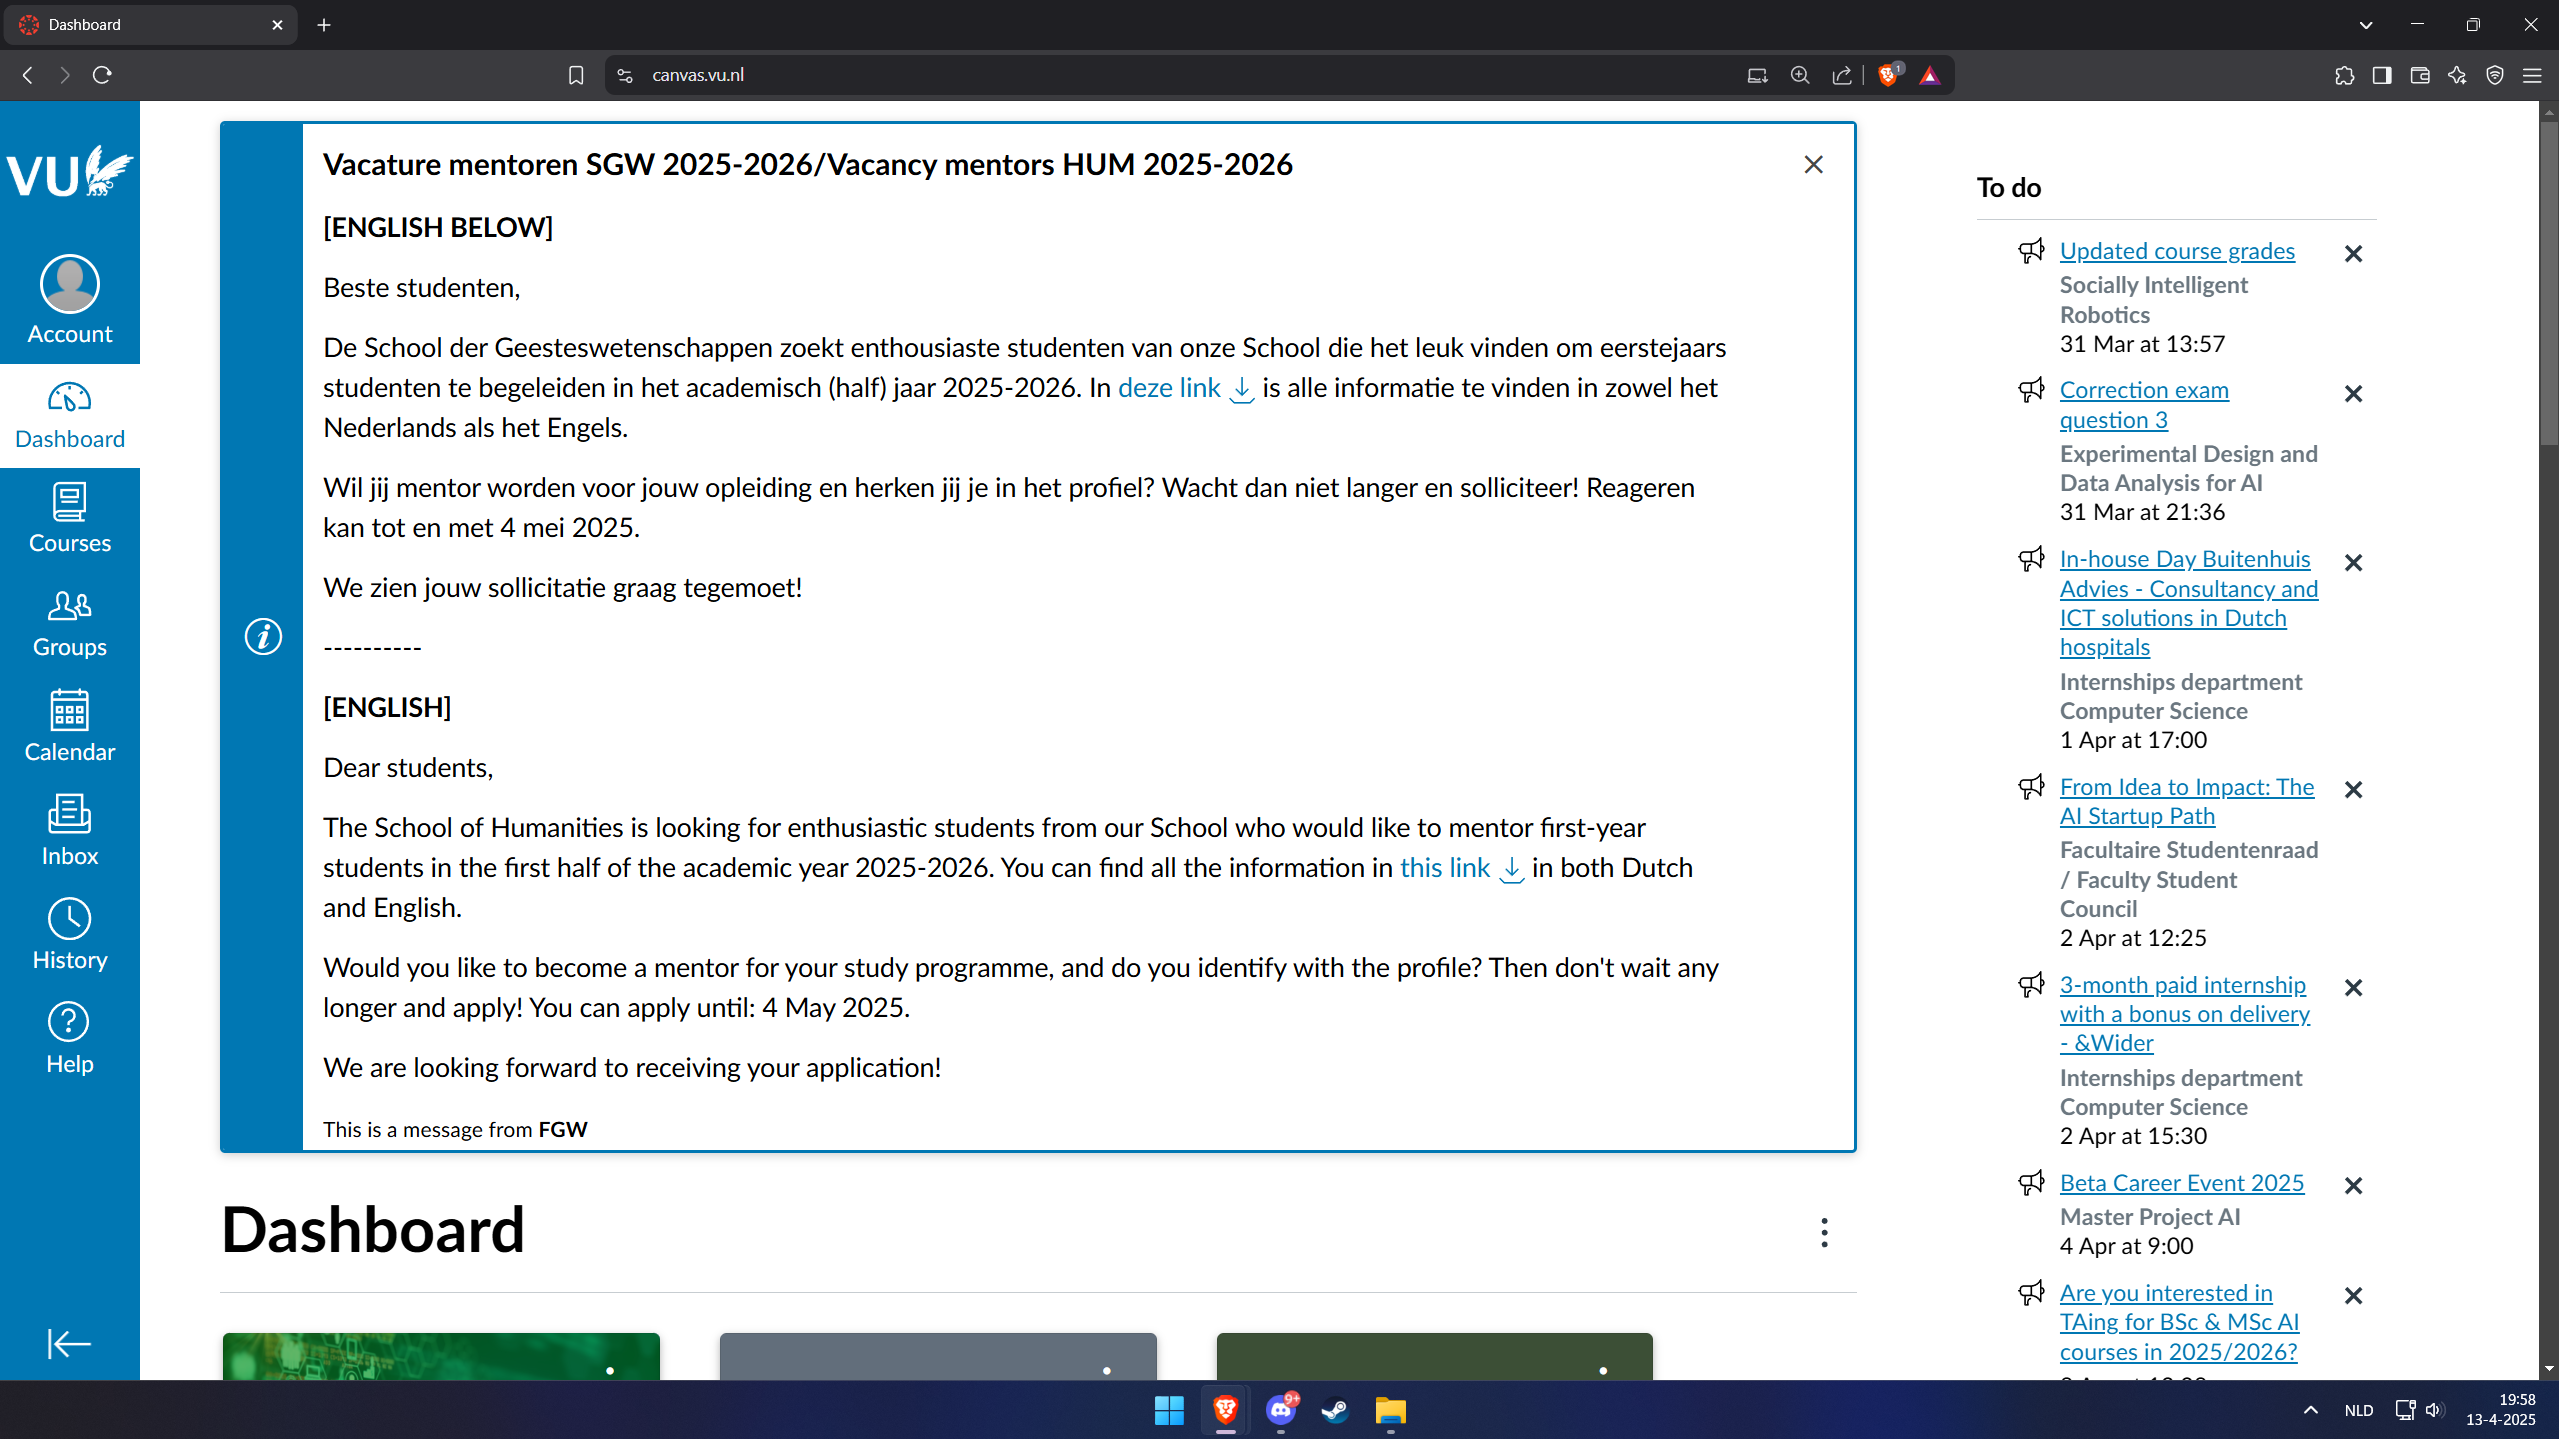 Dashboard
canvas.vu.nl
1
VU
Account
Dashboard
Courses
Groups
Calendar
Inbox
History
Help
Vacature mentoren SGW 2025-2026/Vacancy mentors HUM 2025-2026
[ENGLISH BELOW]
Beste studenten,
De School der Geesteswetenschappen zoekt enthousiaste studenten van onze School die het leuk vinden om eerstejaars
studenten te begeleiden in het academisch (half) jaar 2025-2026. In deze link is alle informatie te vinden in zowel het
Nederlands als het Engels.
Wil jij mentor worden voor jouw opleiding en herken jij je in het profiel? Wacht dan niet langer en solliciteer! Reageren
kan tot en met 4 mei 2025.
We zien jouw sollicitatie graag tegemoet!
----------
[ENGLISH]
Dear students,
The School of Humanities is looking for enthusiastic students from our School who would like to mentor first-year
students in the first half of the academic year 2025-2026. You can find all the information in this link in both Dutch
and English.
Would you like to become a mentor for your study programme, and do you identify with the profile? Then don't wait any
longer and apply! You can apply until: 4 May 2025.
We are looking forward to receiving your application!
This is a message from FGW
Dashboard
To do
Updated course grades
Socially Intelligent
Robotics
31 Mar at 13:57
Correction exam
question 3
Experimental Design and
Data Analysis for AI
31 Mar at 21:36
In-house Day Buitenhuis
Advies - Consultancy and
ICT solutions in Dutch
hospitals
Internships department
Computer Science
1 Apr at 17:00
From Idea to Impact: The
AI Startup Path
Facultaire Studentenraad
/ Faculty Student
Council
2 Apr at 12:25
3-month paid internship
with a bonus on delivery
- &Wider
Internships department
Computer Science
2 Apr at 15:30
Beta Career Event 2025
Master Project AI
4 Apr at 9:00
Are you interested in
TAing for BSc & MSc AI
courses in 2025/2026?
9+
NLD
19:58
13-4-2025